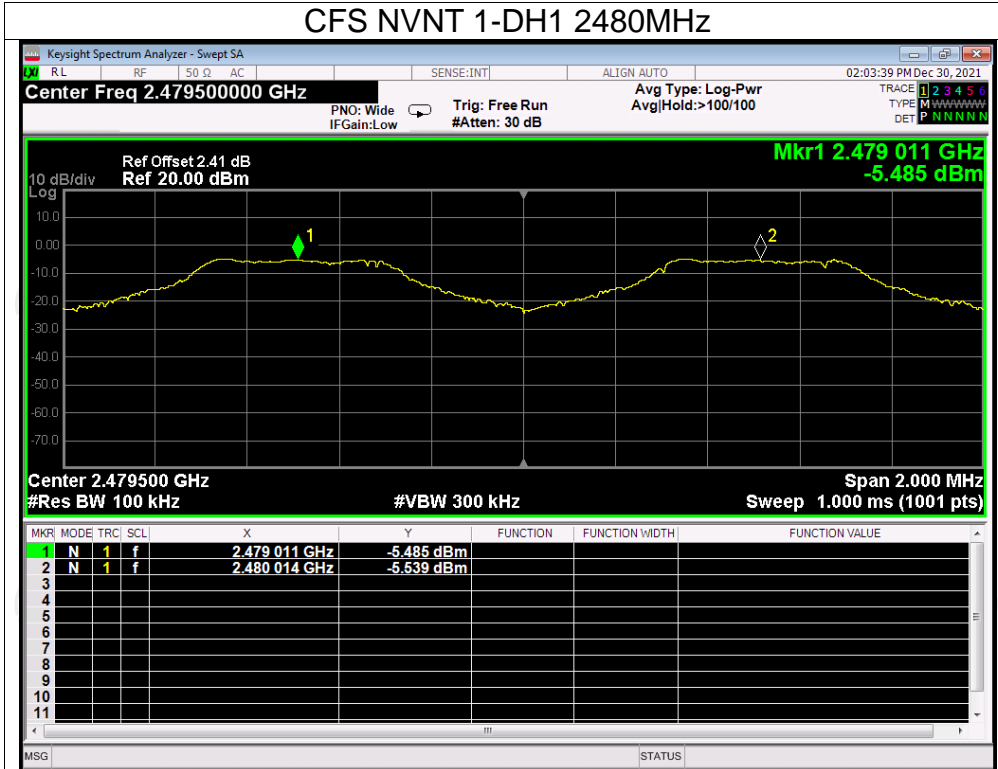 CFS NVNT 1-DH1 2480MHz
Keysight Spectrum Analyzer - Swept SA
LXI RL RF 50 Ω AC SENSE:INT ALIGN AUTO 02:03:39 PM Dec 30, 2021
Center Freq 2.479500000 GHz
PNO: Wide
IFGain:Low
Trig: Free Run
#Atten: 30 dB
Avg Type: Log-Pwr
Avg|Hold:>100/100
TRACE 1 2 3 4 5 6
TYPE M WWWWW
DET P N N N N N
Mkr1 2.479 011 GHz
-5.485 dBm
Ref Offset 2.41 dB
10 dB/div Ref 20.00 dBm
Log
10.0
0.00
-10.0
-20.0
-30.0
-40.0
-50.0
-60.0
-70.0
1
2
Center 2.479500 GHz Span 2.000 MHz
#Res BW 100 kHz #VBW 300 kHz Sweep 1.000 ms (1001 pts)
MKR MODE TRC SCL X Y FUNCTION FUNCTION WIDTH FUNCTION VALUE
1 N 1 f 2.479 011 GHz -5.485 dBm
2 N 1 f 2.480 014 GHz -5.539 dBm
3
4
5
6
7
8
9
10
11
MSG STATUS